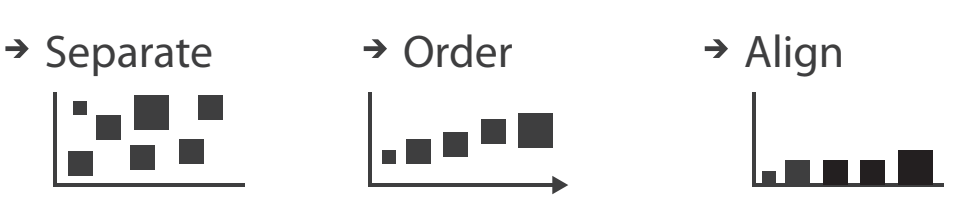 ➔ Separate
➔ Order
➔ Align